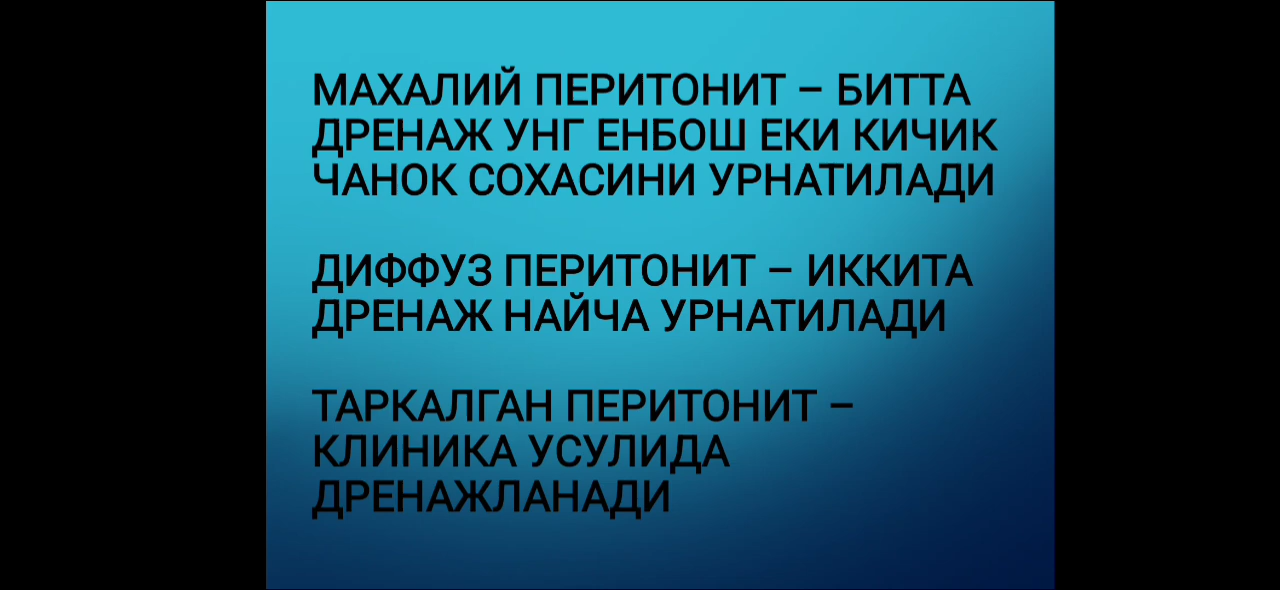 МАХАЛИЙ ПЕРИТОНИТ – БИТТА
ДРЕНАЖ УНГ ЕНБОШ ЕКИ КИЧИК
ЧАНОК СОХАСИНИ УРНАТИЛАДИ
ДИФФУЗ ПЕРИТОНИТ – ИККИТА
ДРЕНАЖ НАЙЧА УРНАТИЛАДИ
ТАРКАЛГАН ПЕРИТОНИТ –
КЛИНИКА УСУЛИДА
ДРЕНАЖЛАНАДИ